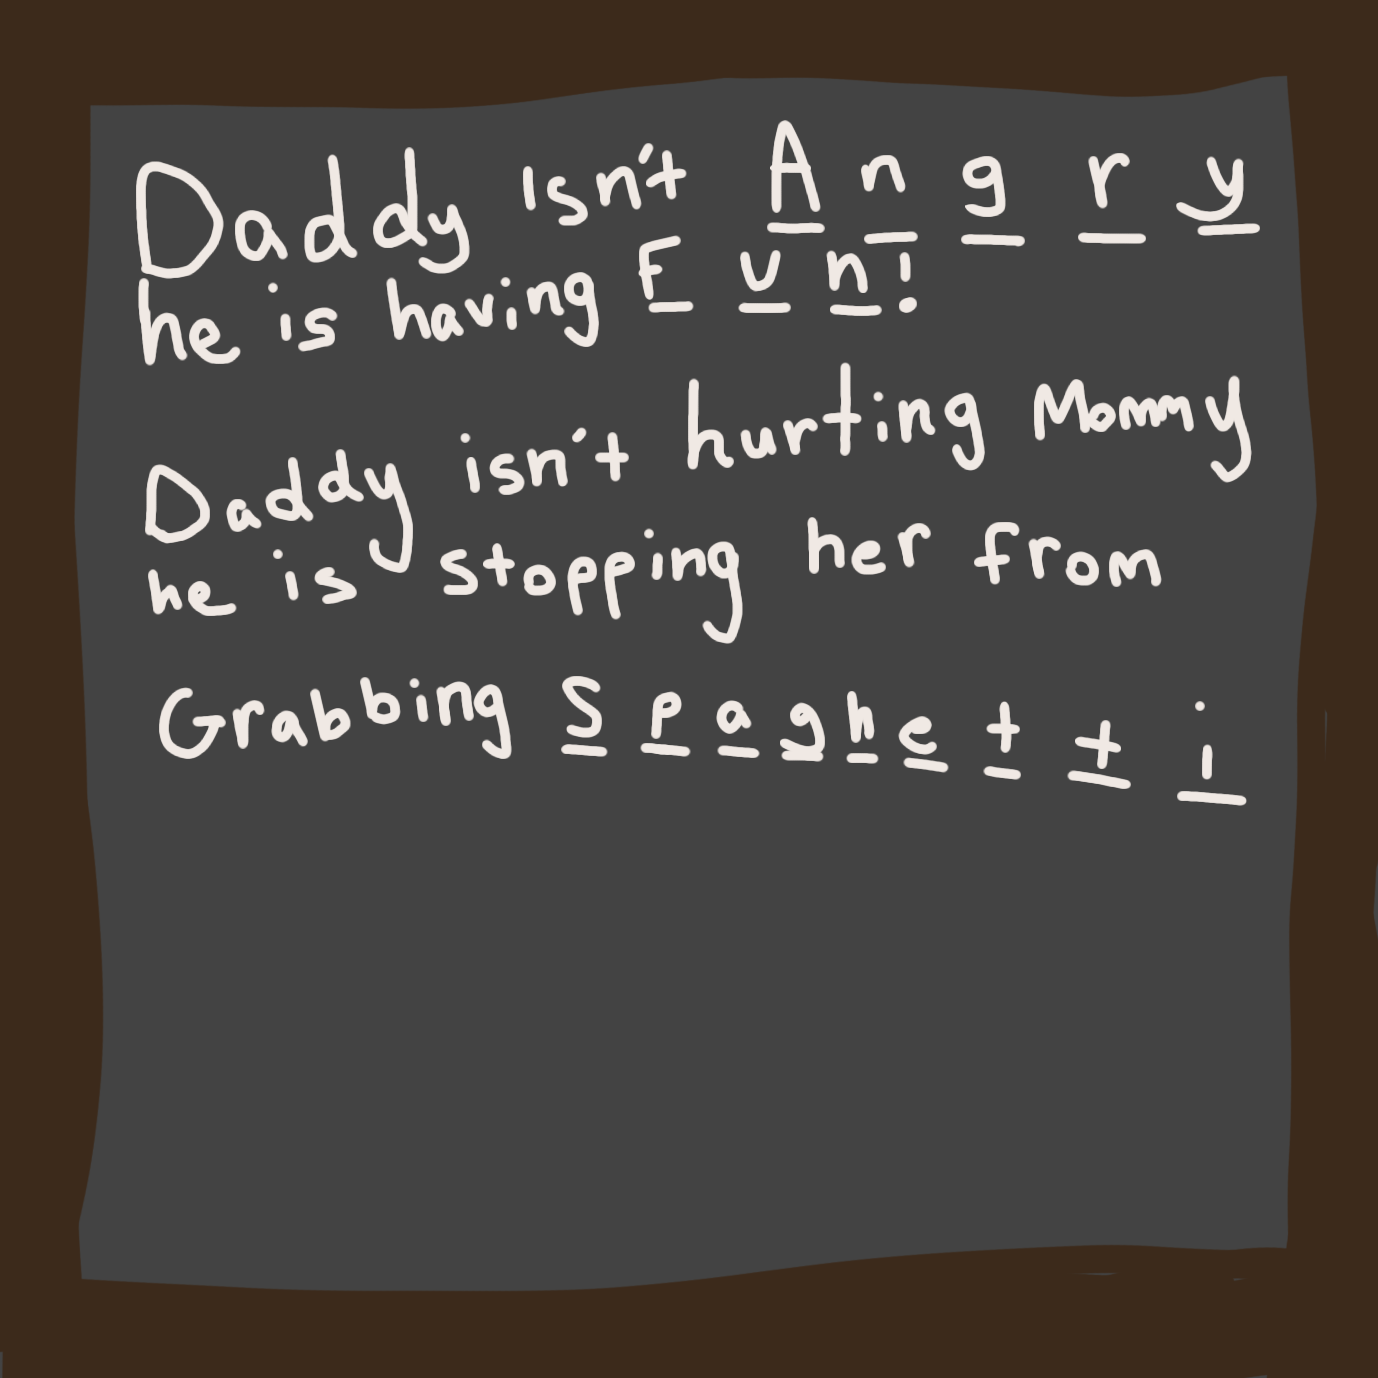 Daddy isn't Angry
he is having Fun!
Daddy isn't hurting Mommy
he is stopping her from
Grabbing Spaghetti